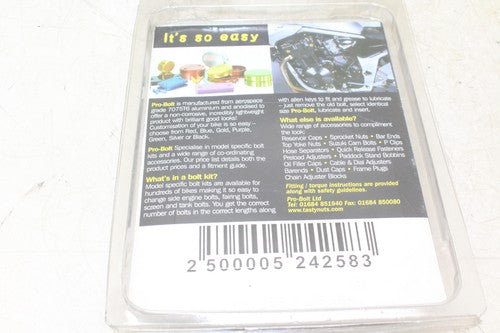 It's so easy
Pro-Bolt is manufactured from aerospace
grade 7075T6 aluminium and anodised to
offer a non-corrosive, incredibly lightweight
product with brilliant good looks!
Customisation of your bike is so easy -
choose from Red, Blue, Gold, Purple,
Green, Silver or Black.
Pro-Bolt Specialise in model specific bolt
kits and a wide range of co-ordinating
accessories. Our price list details both the
product prices and a fitment guide.
What's in a bolt kit?
Model specific bolt kits are available for
hundreds of bikes making it so easy to
change side engine bolts, fairing bolts,
screen and tank bolts. You get the correct
number of bolts in the correct lengths along
with allen keys to fit and grease to lubricate
- just remove the old bolt, select identical
size Pro-Bolt, lubricate and insert.
What else is available?
Wide range of accessories to compliment
the look:
Reservoir Caps • Sprocket Nuts • Bar Ends
Top Yoke Nuts • Suzuki Cam Bolts • P Clips
Hose Separators • Quick Release Fasteners
Preload Adjusters • Paddock Stand Bobbins
Oil Filler Caps • Cable & Disl Adjusters
Barends • Dust Caps • Frame Plugs
Chain Adjuster Blocks
Fitting / torque instructions are provided
along with safety guidelines.
Pro-Bolt Ltd
Tel: 01684 851940 Fax: 01684 850080
www.tastynuts.com
2 500005 242583